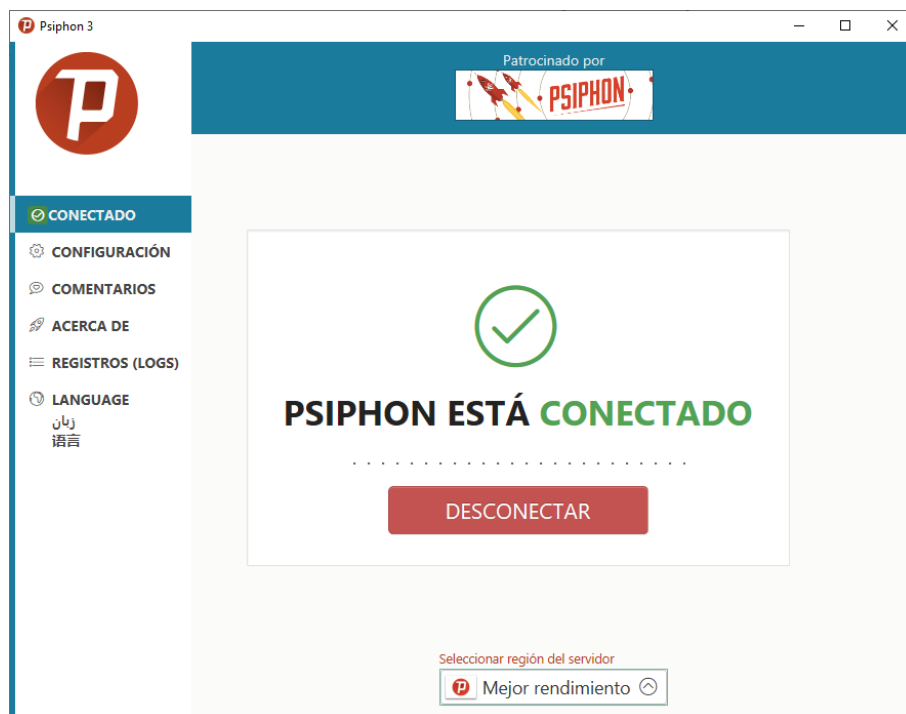 Psiphon 3
Patrocinado por
PSIPHON
CONECTADO
CONFIGURACIÓN
COMENTARIOS
ACERCA DE
REGISTROS (LOGS)
LANGUAGE
زبان
语言
PSIPHON ESTÁ CONECTADO
DESCONECTAR
Seleccionar región del servidor
Mejor rendimiento